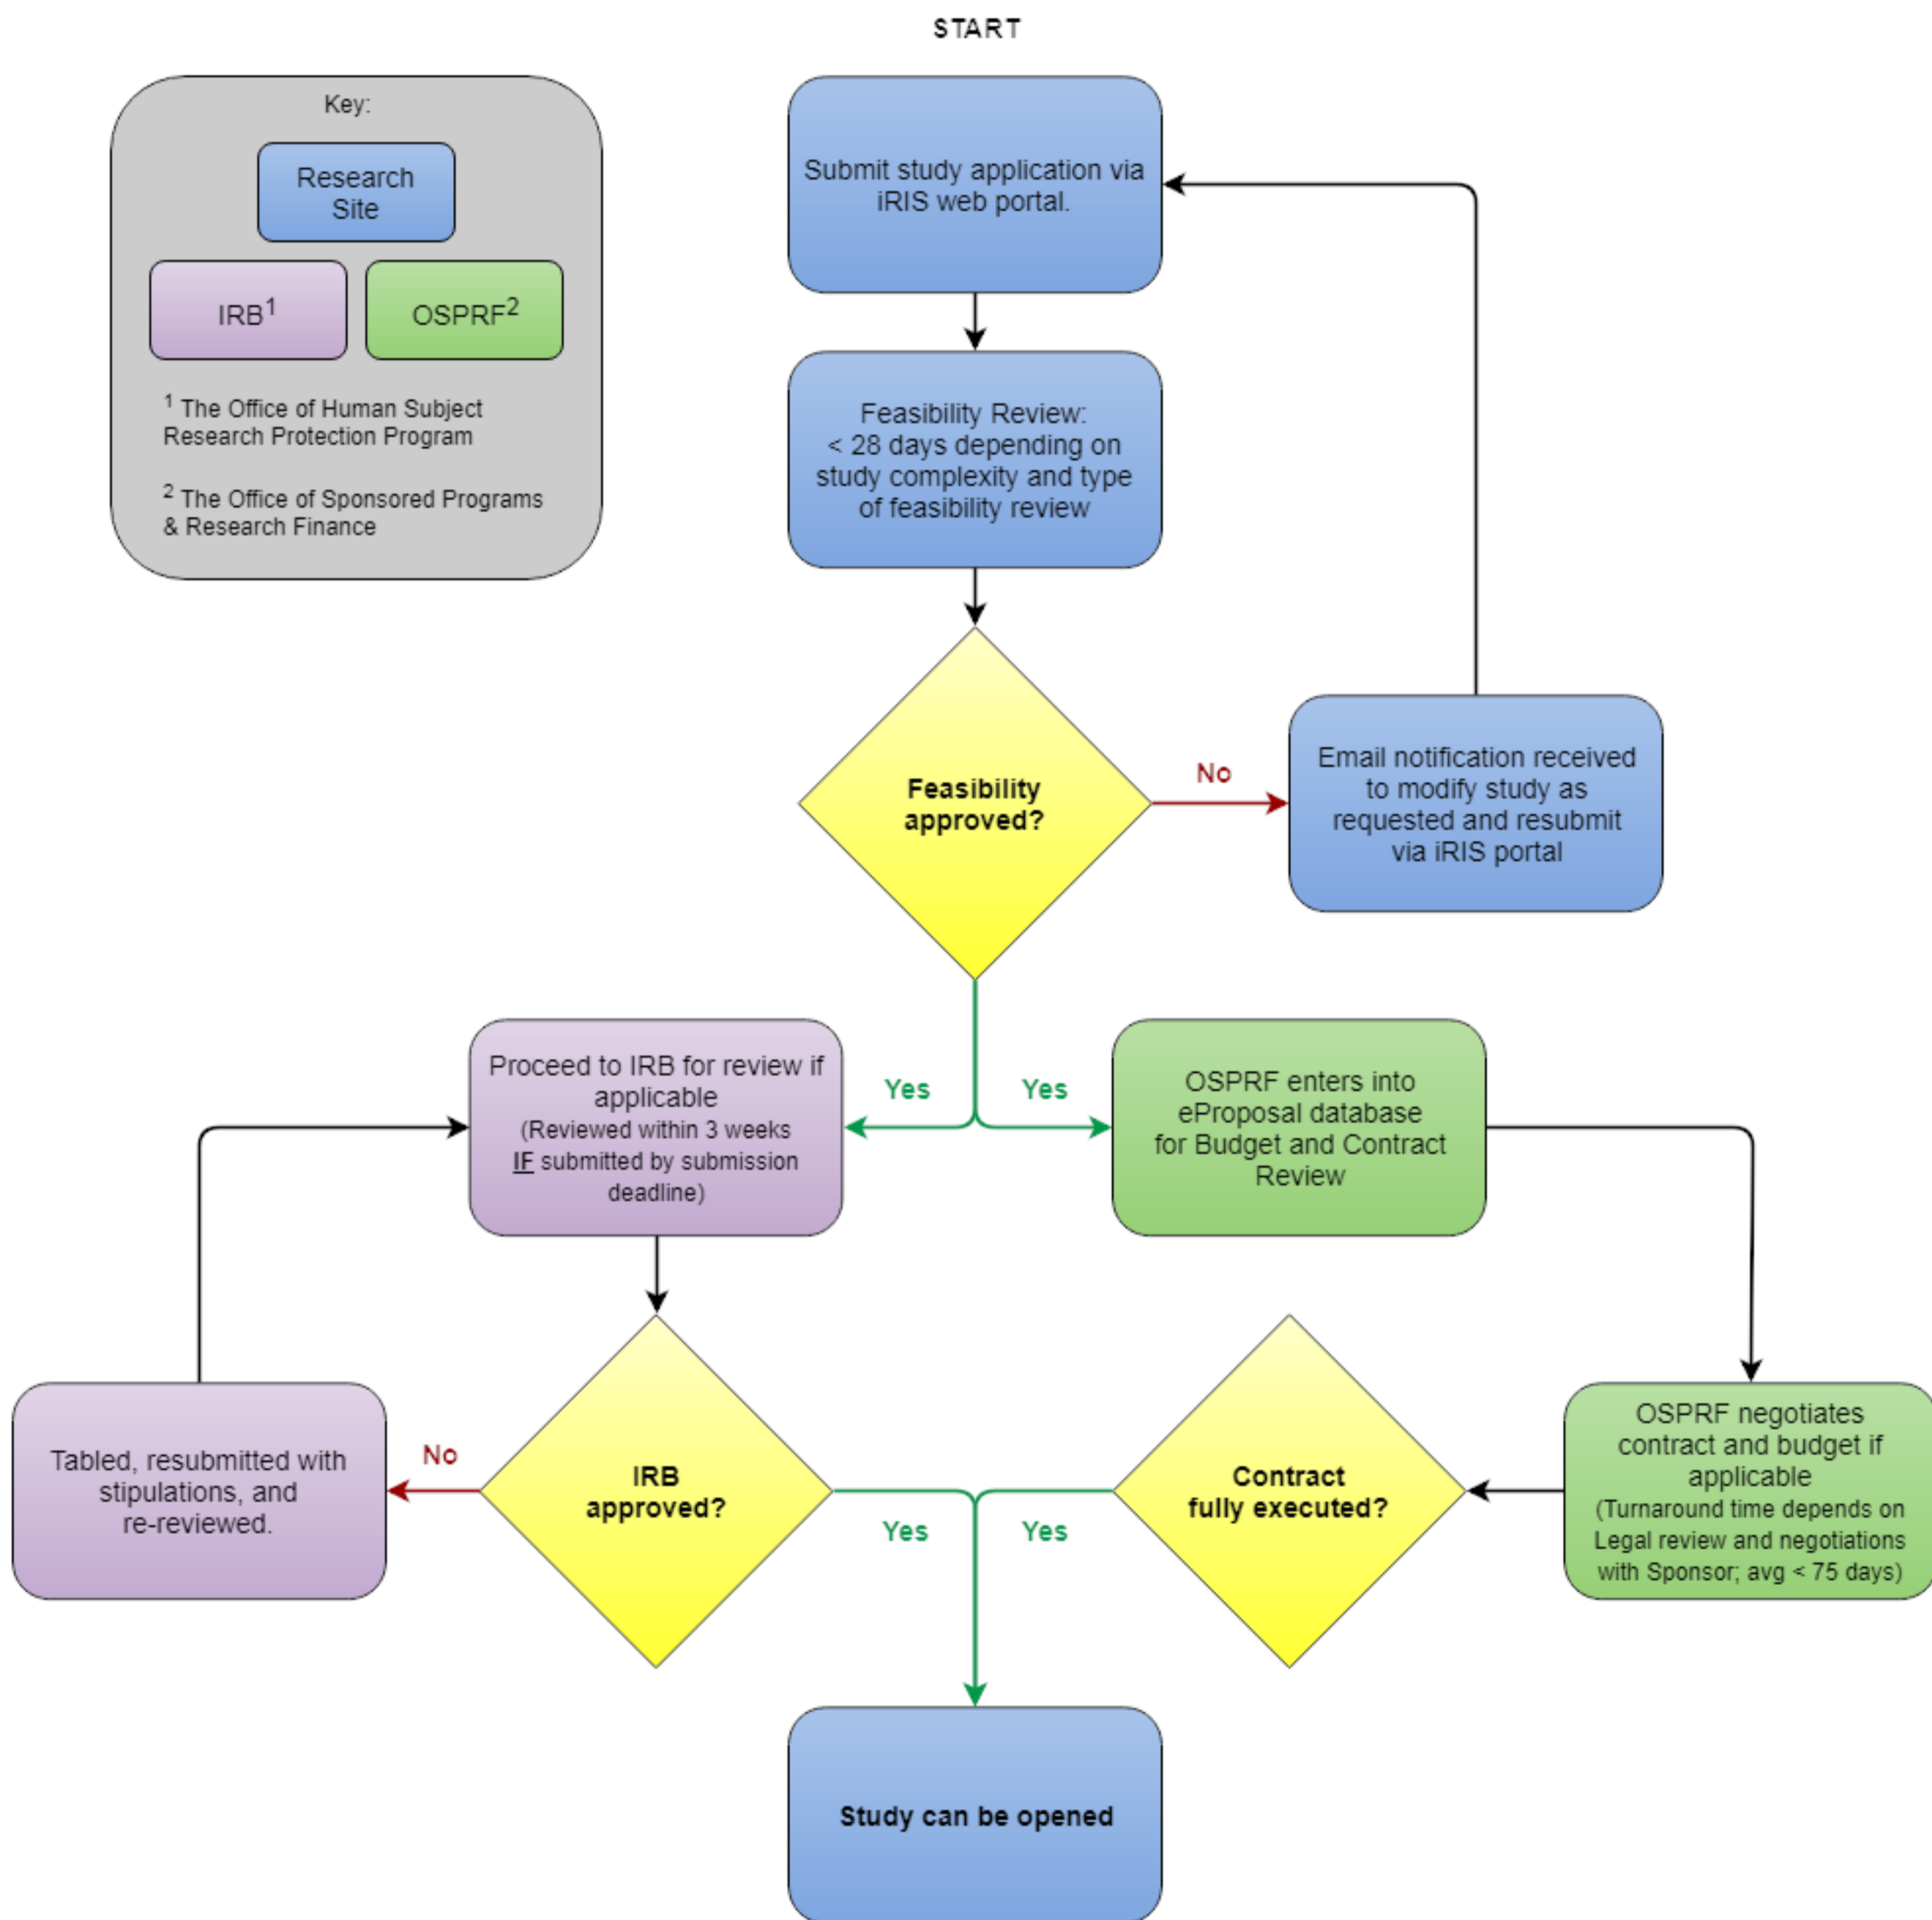 START
Key:
Research
Site
IRB1
OSPRF2
1 The Office of Human Subject
Research Protection Program
2 The Office of Sponsored Programs
& Research Finance
Submit study application via
iRIS web portal.
Feasibility Review:
< 28 days depending on
study complexity and type
of feasibility review
Feasibility
approved?
No
Email notification received
to modify study as
requested and resubmit
via iRIS portal
Proceed to IRB for review if
applicable
(Reviewed within 3 weeks
IF submitted by submission
deadline)
Yes
Yes
OSPRF enters into
eProposal database
for Budget and Contract
Review
Tabled, resubmitted with
stipulations, and
re-reviewed.
No
IRB
approved?
Yes
Yes
Contract
fully executed?
OSPRF negotiates
contract and budget if
applicable
(Turnaround time depends on
Legal review and negotiations
with Sponsor; avg < 75 days)
Study can be opened